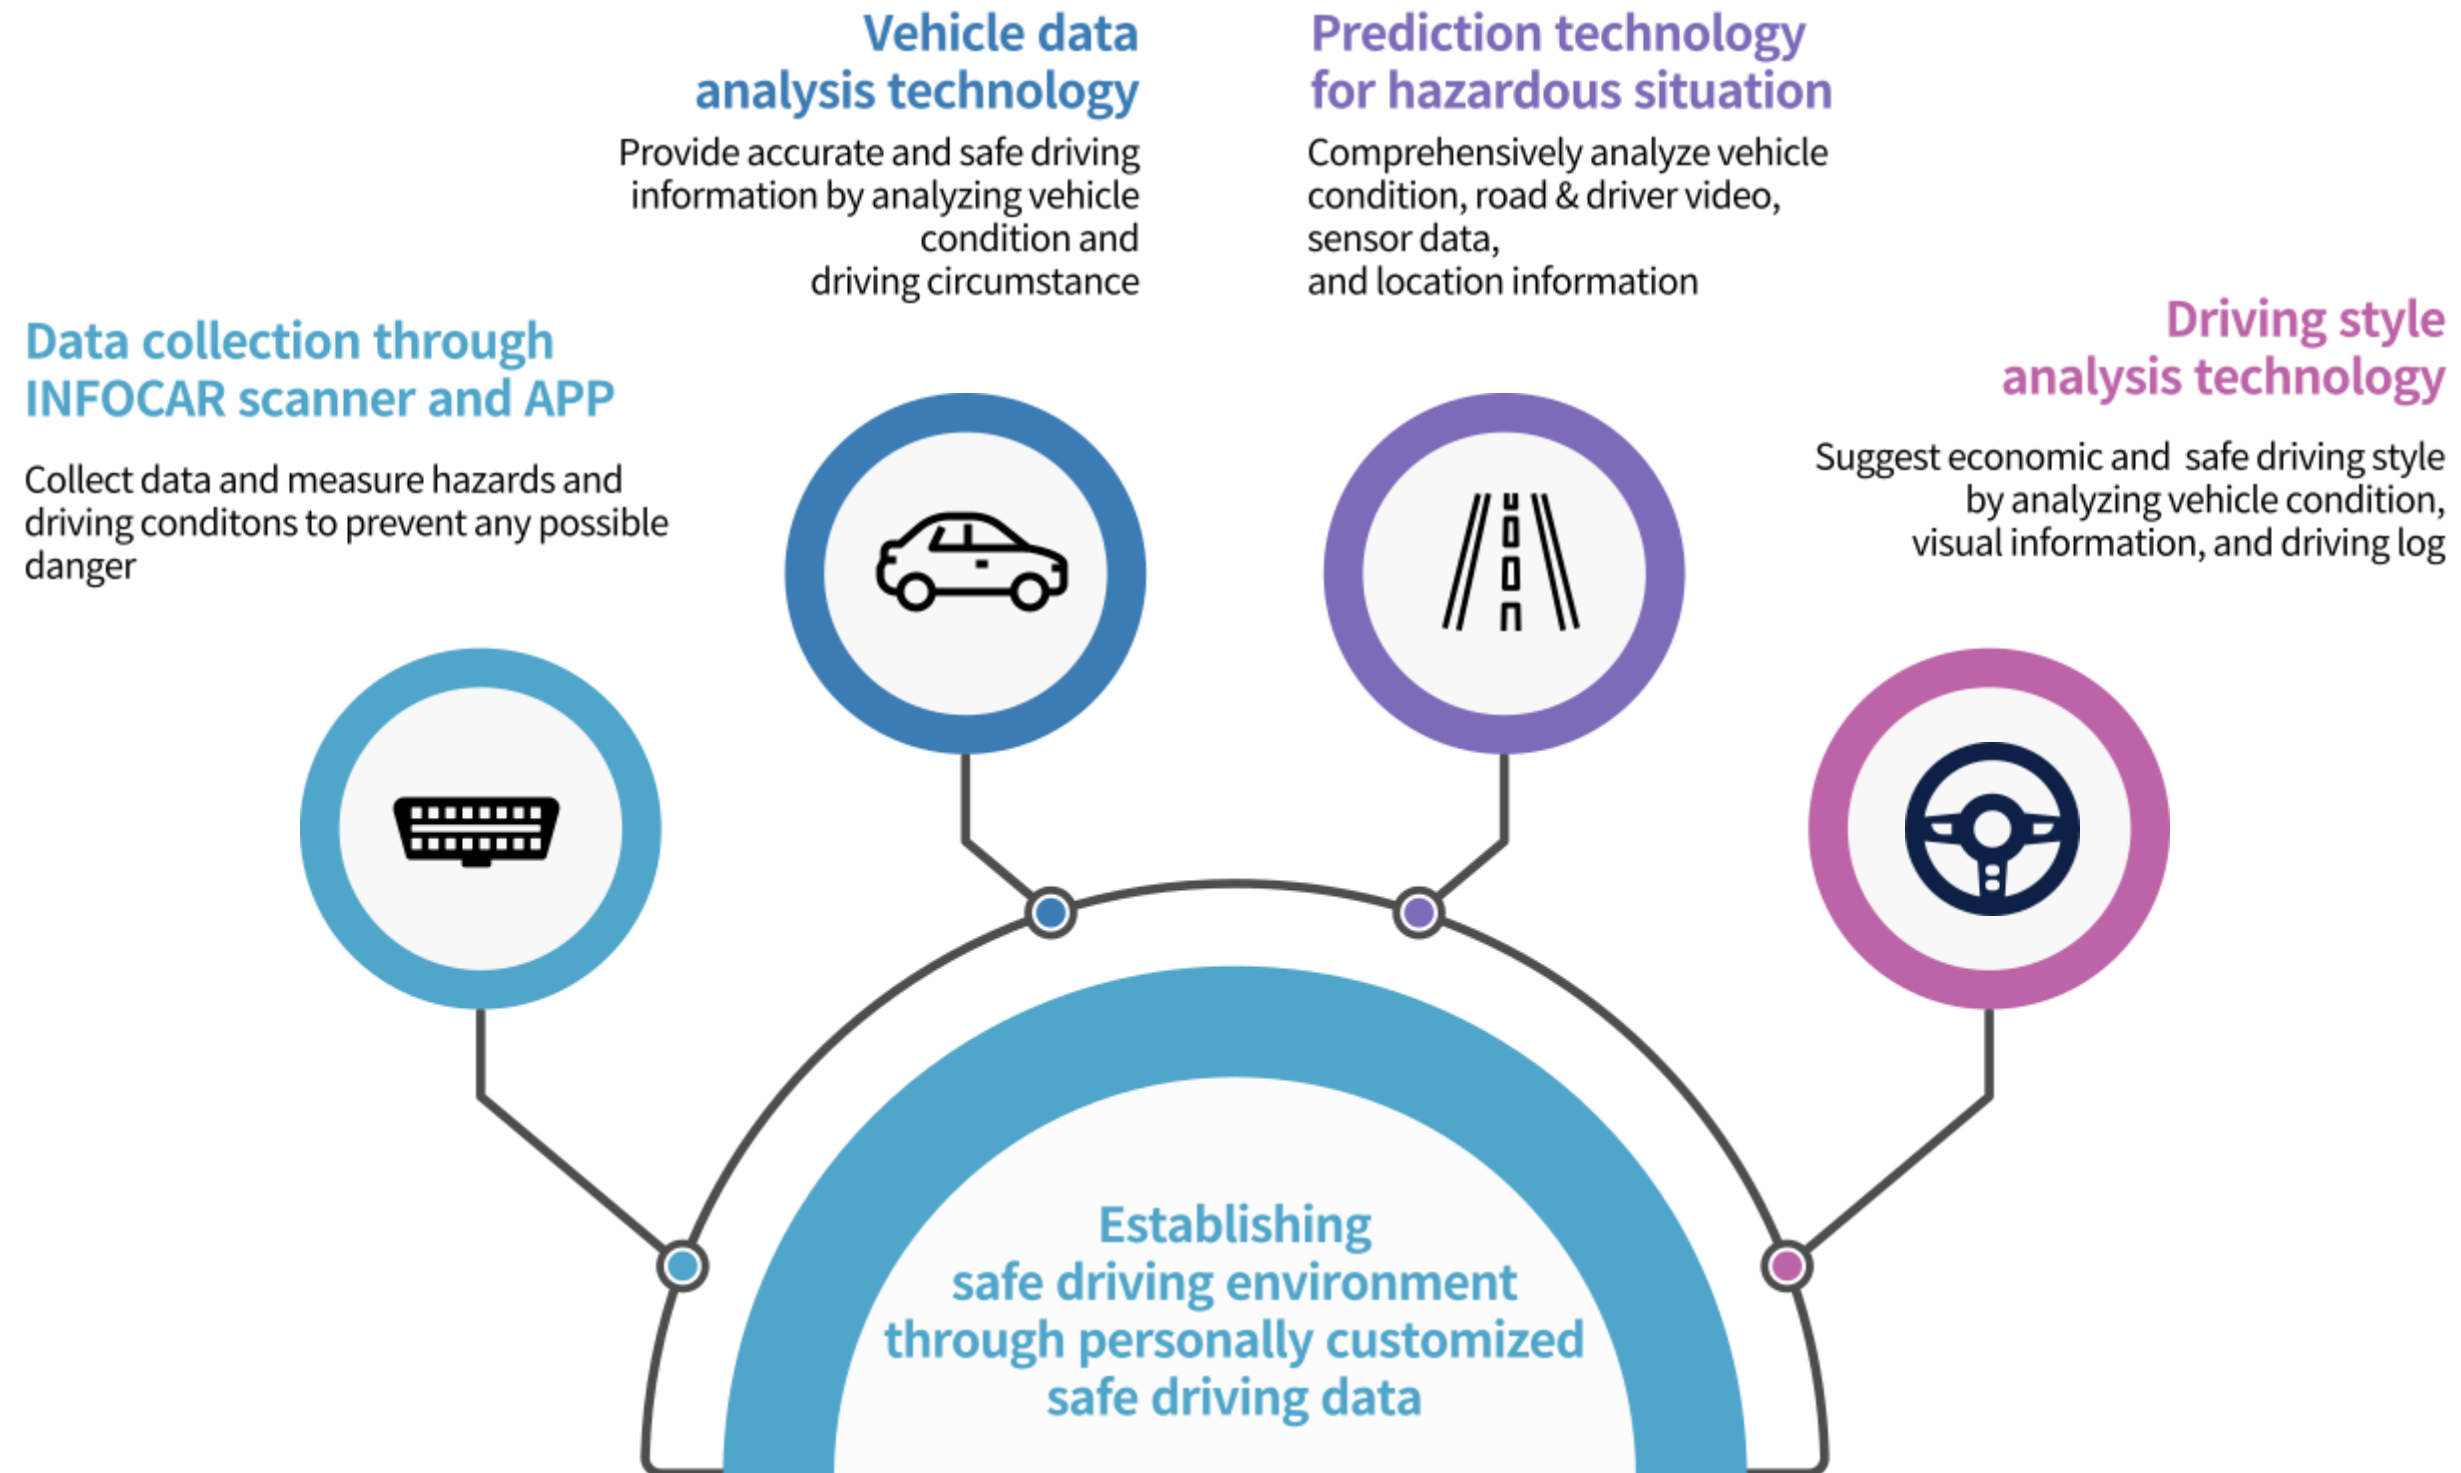 Vehicle data
analysis technology
Provide accurate and safe driving
information by analyzing vehicle
condition and
driving circumstance
Prediction technology
for hazardous situation
Comprehensively analyze vehicle
condition, road & driver video,
sensor data,
and location information
Data collection through
INFOCAR scanner and APP
Collect data and measure hazards and
driving conditons to prevent any possible
danger
Driving style
analysis technology
Suggest economic and  safe driving style
by analyzing vehicle condition,
visual information, and driving log
Establishing
safe driving environment
through personally customized
safe driving data